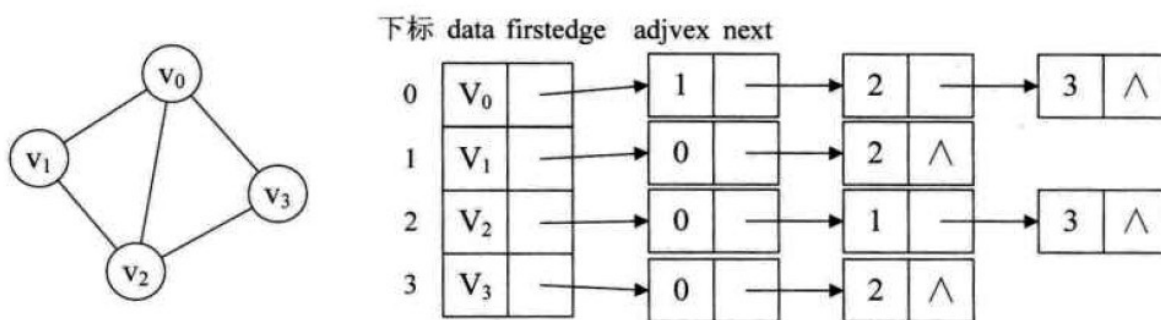 下标 data firstedge adjvex next
v0
v1
v3
v2
0 V0 1 2 3 ∧
1 V1 0 2 ∧
2 V2 0 1 3 ∧
3 V3 0 2 ∧